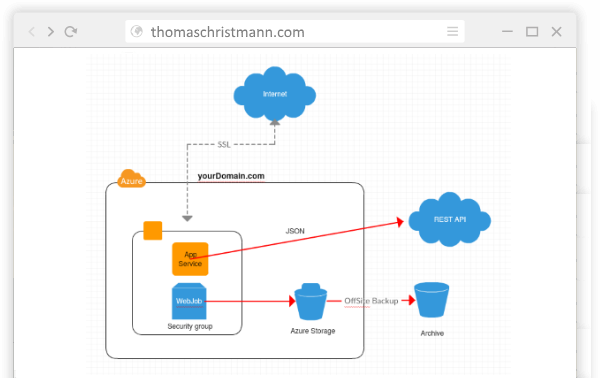 thomaschristmann.com
Internet
SSL
Azure
yourDomain.com
REST API
JSON
App
Service
WebJob
OffSite Backup
Security group
Azure Storage
Archive